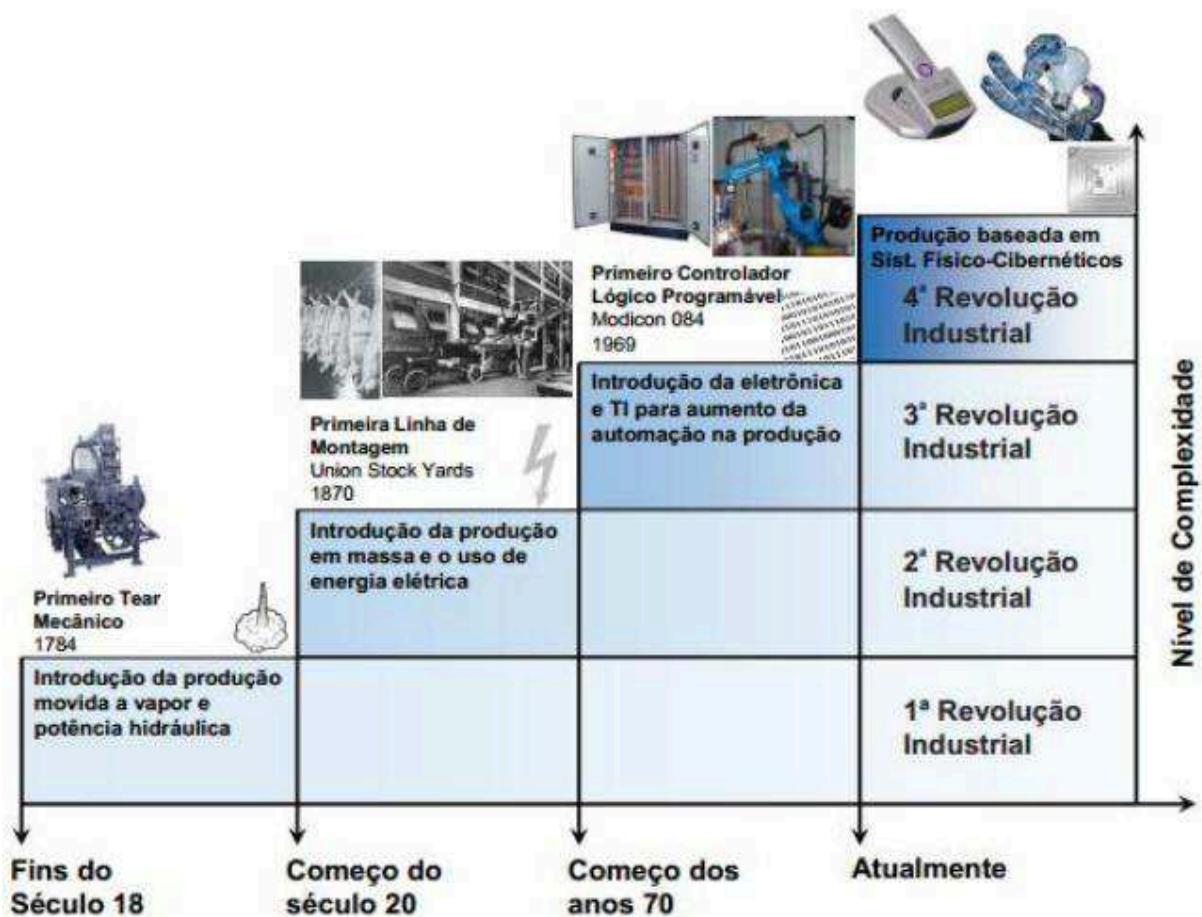 Produção baseada em
Sist. Físico-Cibernéticos
4ª Revolução
Industrial
Primeiro Controlador
Lógico Programável
Modicon 084
1969
Introdução da eletrônica
e TI para aumento da
automação na produção
3ª Revolução
Industrial
Primeira Linha de
Montagem
Union Stock Yards
1870
Introdução da produção
em massa e o uso de
energia elétrica
2ª Revolução
Industrial
Primeiro Tear
Mecânico
1784
Introdução da produção
movida a vapor e
potência hidráulica
1ª Revolução
Industrial
Nível de Complexidade
Fins do
Século 18
Começo do
século 20
Começo dos
anos 70
Atualmente